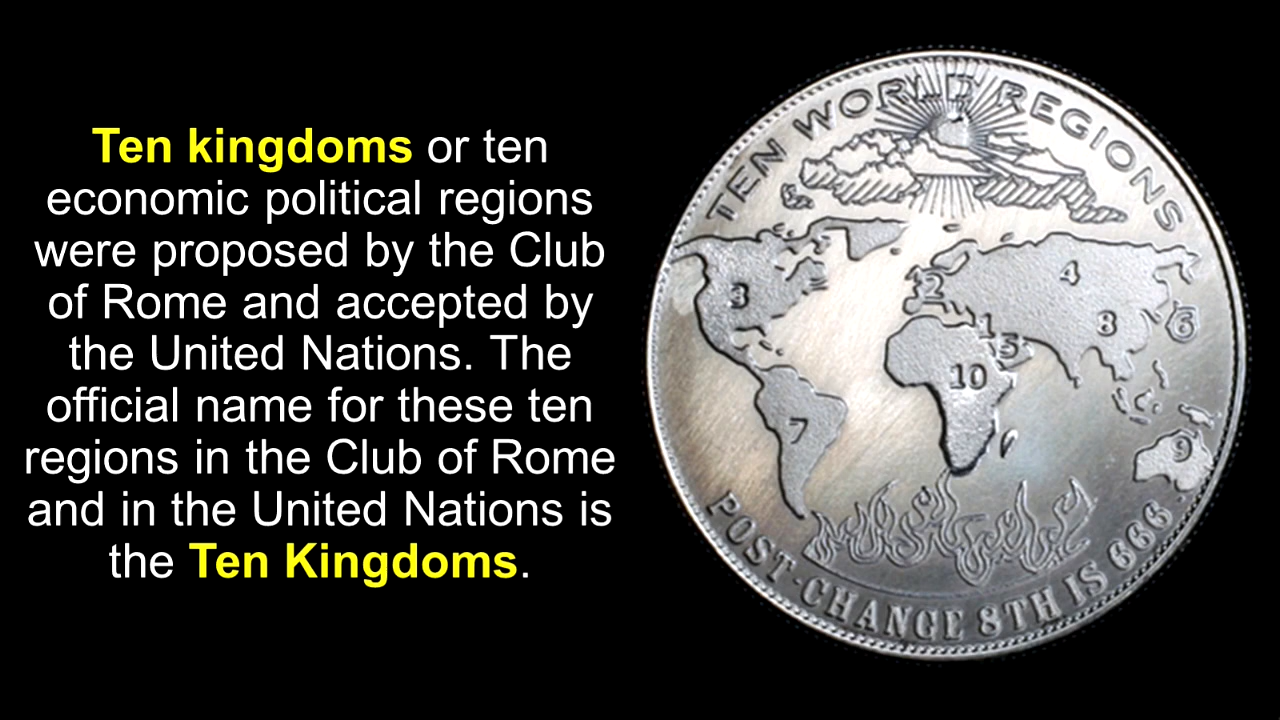 Ten kingdoms or ten
economic political regions
were proposed by the Club
of Rome and accepted by
the United Nations. The
official name for these ten
regions in the Club of Rome
and in the United Nations is
the Ten Kingdoms.
TEN WORLD REGIONS
3
2
4
1
5
8
6
10
7
9
POST-CHANGE 8TH IS 666